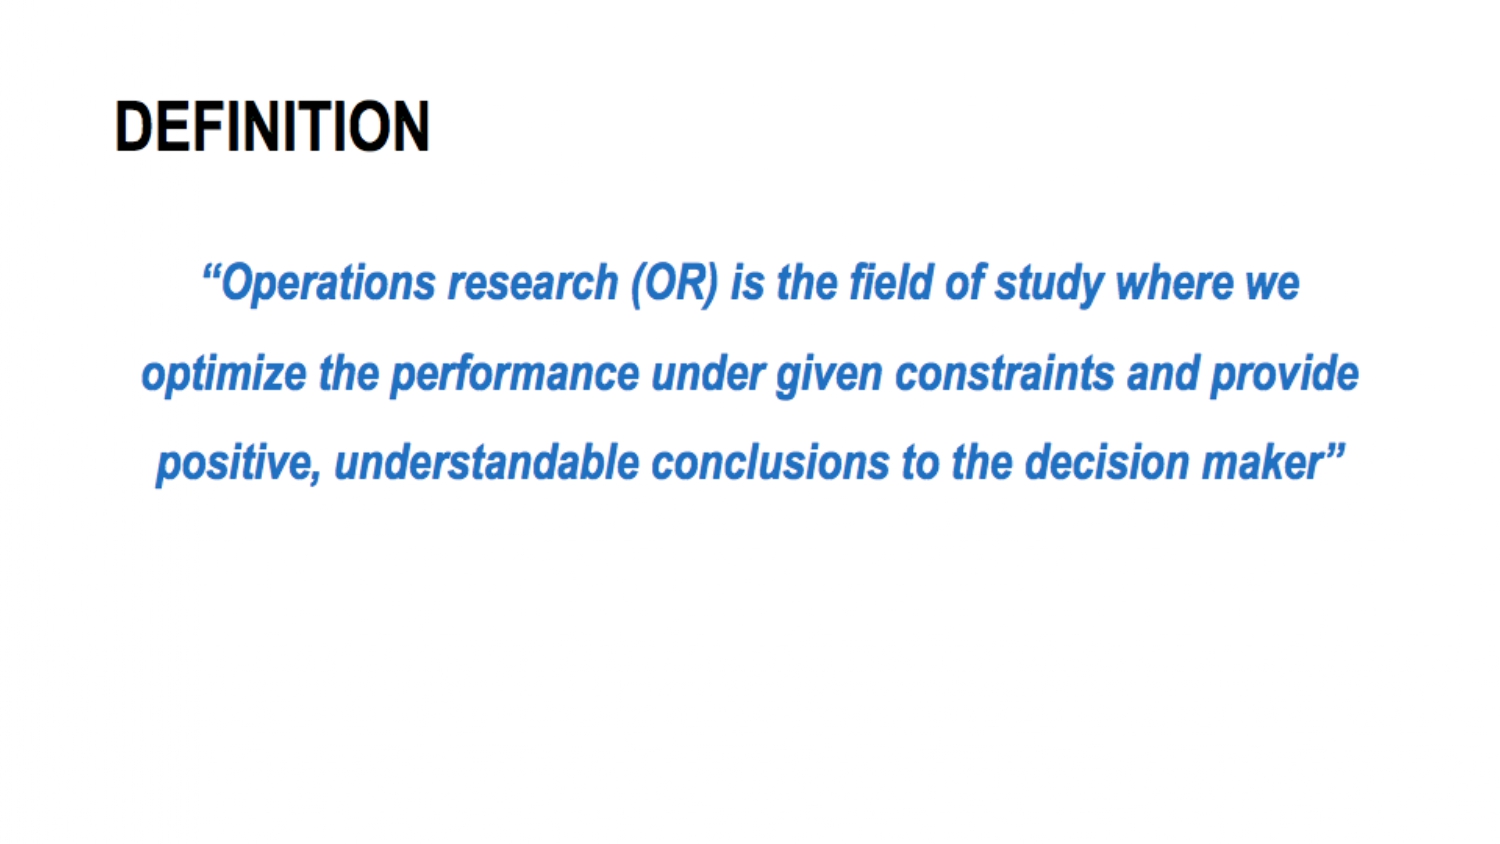 DEFINITION
“Operations research (OR) is the field of study where we
optimize the performance under given constraints and provide
positive, understandable conclusions to the decision maker”